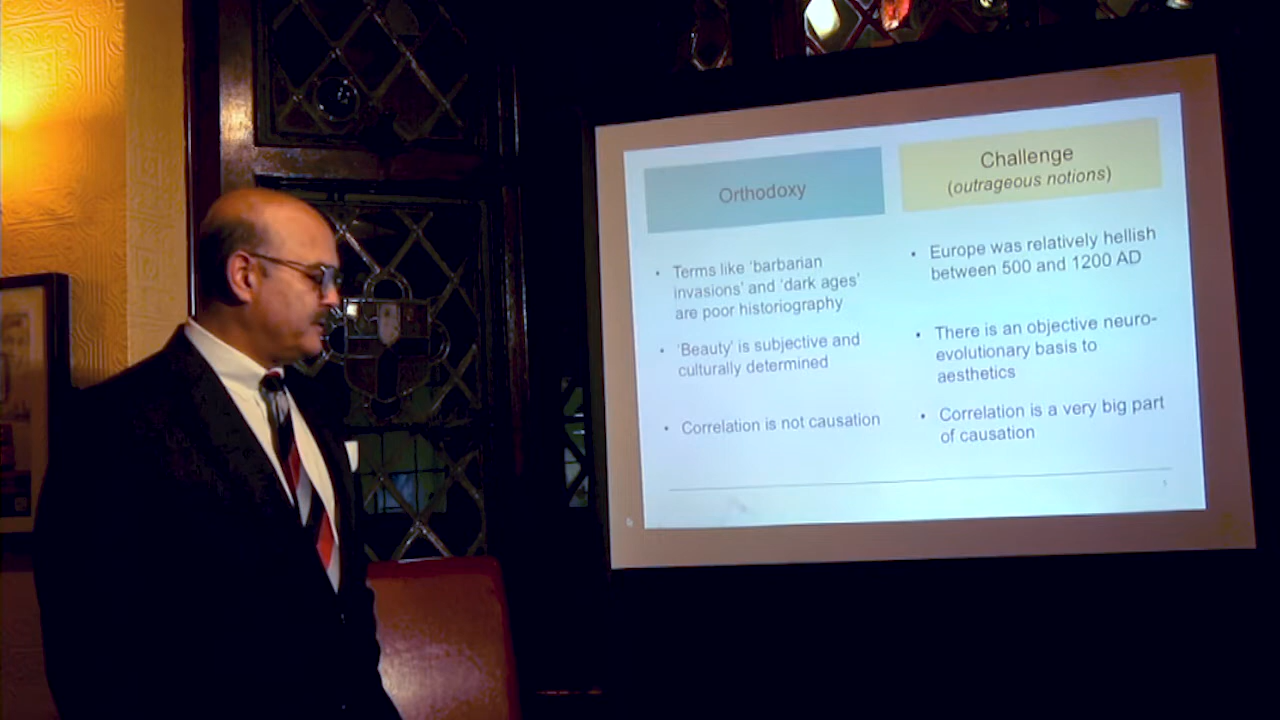 Orthodoxy
Terms like ‘barbarian
invasions’ and ‘dark ages’
are poor historiography
‘Beauty’ is subjective and
culturally determined
Correlation is not causation
Challenge
(outrageous notions)
Europe was relatively hellish
between 500 and 1200 AD
There is an objective neuro-
evolutionary basis to
aesthetics
Correlation is a very big part
of causation